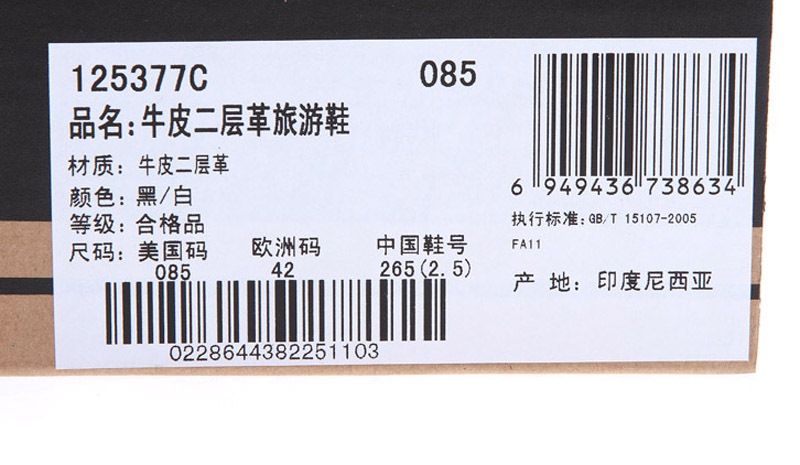 125377C 085
品名:牛皮二层革旅游鞋
材质: 牛皮二层革
颜色: 黑/白
等级: 合格品
尺码: 美国码 欧洲码 中国鞋号
085 42 265(2.5)
0228644382251103
6 949436 738634
执行标准: GB/T 15107-2005
FA11
产 地: 印度尼西亚